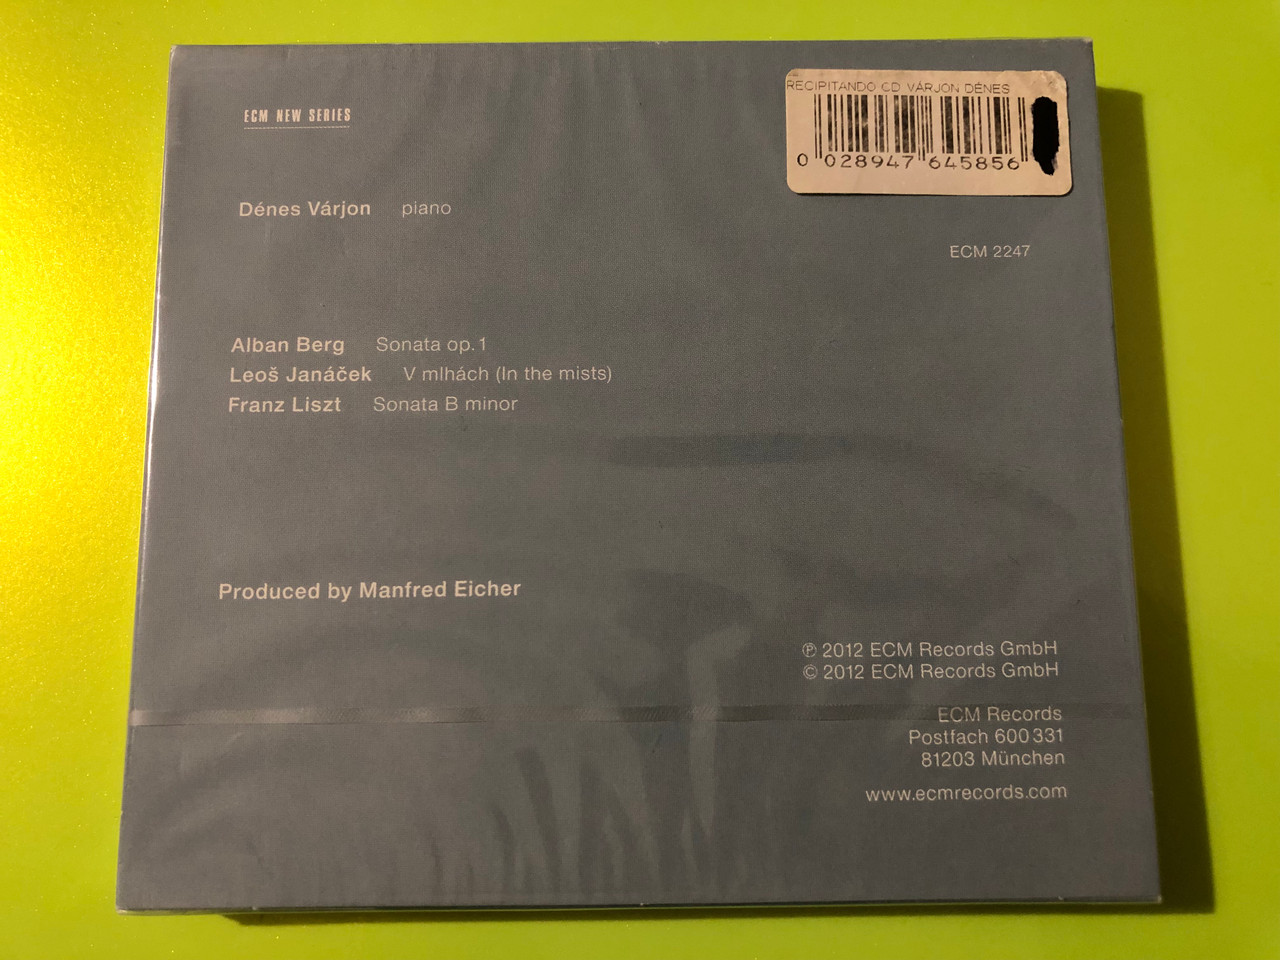 ECM NEW SERIES
RECIPITANDO CD VÁRJON DÉNES
0 028947 645856
Dénes Várjon piano
ECM 2247
Alban Berg Sonata op. 1
Leoš Janáček V mlhách (In the mists)
Franz Liszt Sonata B minor
Produced by Manfred Eicher
℗ 2012 ECM Records GmbH
© 2012 ECM Records GmbH
ECM Records
Postfach 600 331
81203 München
www.ecmrecords.com